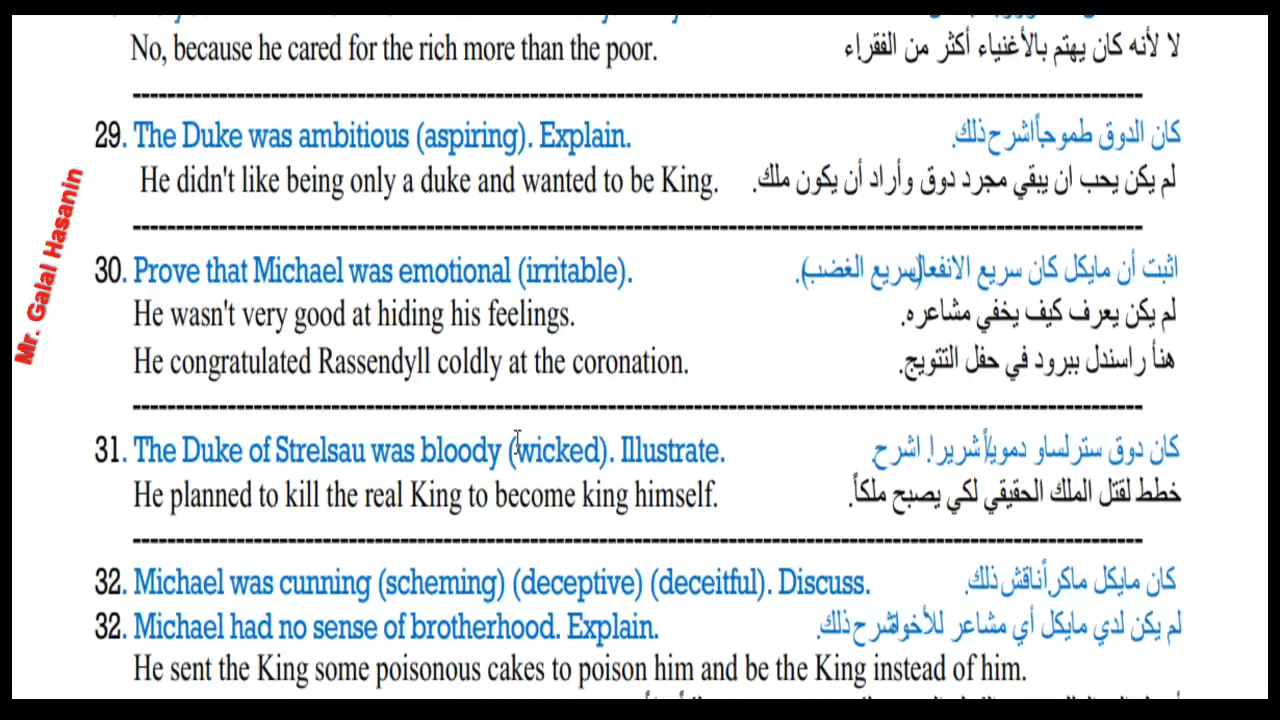 No, because he cared for the rich more than the poor. لا لأنه كان يهتم بالأغنياء أكثر من الفقراء
29. The Duke was ambitious (aspiring). Explain. كان الدوق طموحاً اشرح ذلك.
He didn't like being only a duke and wanted to be King. لم يكن يحب ان يبقي مجرد دوق وأراد أن يكون ملك.
30. Prove that Michael was emotional (irritable). اثبت أن مايكل كان سريع الانفعال(سريع الغضب).
He wasn't very good at hiding his feelings. لم يكن يعرف كيف يخفي مشاعره.
He congratulated Rassendyll coldly at the coronation. هنأ راسندل ببرود في حفل التتويج.
31. The Duke of Strelsau was bloody (wicked). Illustrate. كان دوق سترلساو دموياً/ شريرا. اشرح
He planned to kill the real King to become king himself. خطط لقتل الملك الحقيقي لكي يصبح ملكاً.
32. Michael was cunning (scheming) (deceptive) (deceitful). Discuss. كان مايكل ماكراً ناقش ذلك.
32. Michael had no sense of brotherhood. Explain. لم يكن لدي مايكل أي مشاعر للأخوة اشرح ذلك.
He sent the King some poisonous cakes to poison him and be the King instead of him.
Mr. Galal Hasanin